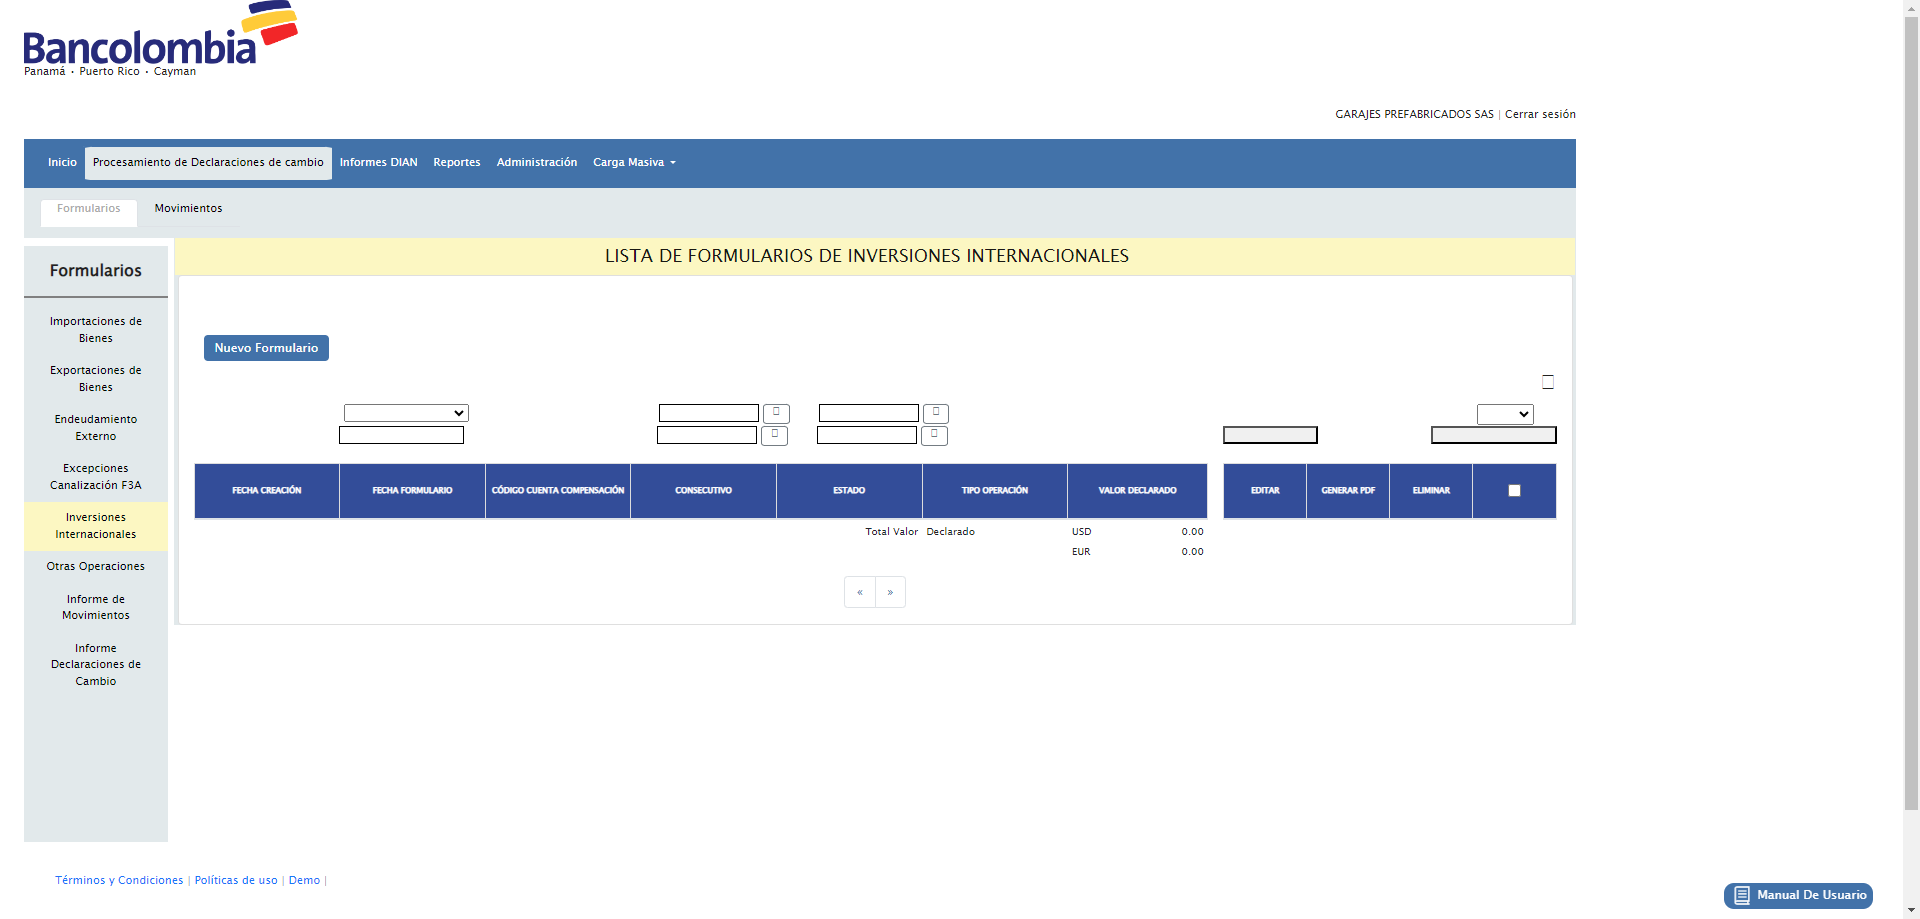 Bancolombia
Panamá • Puerto Rico • Cayman
GARAJES PREFABRICADOS SAS | Cerrar sesión
Inicio Procesamiento de Declaraciones de cambio Informes DIAN Reportes Administración Carga Masiva
Formularios Movimientos
Formularios
Importaciones de
Bienes
Exportaciones de
Bienes
Endeudamiento
Externo
Excepciones
Canalización F3A
Inversiones
Internacionales
Otras Operaciones
Informe de
Movimientos
Informe
Declaraciones de
Cambio
LISTA DE FORMULARIOS DE INVERSIONES INTERNACIONALES
Nuevo Formulario
FECHA CREACIÓN FECHA FORMULARIO CÓDIGO CUENTA COMPENSACIÓN CONSECUTIVO ESTADO TIPO OPERACIÓN VALOR DECLARADO EDITAR GENERAR PDF ELIMINAR
Total Valor Declarado USD 0.00
EUR 0.00
« »
Términos y Condiciones | Políticas de uso | Demo |
Manual De Usuario